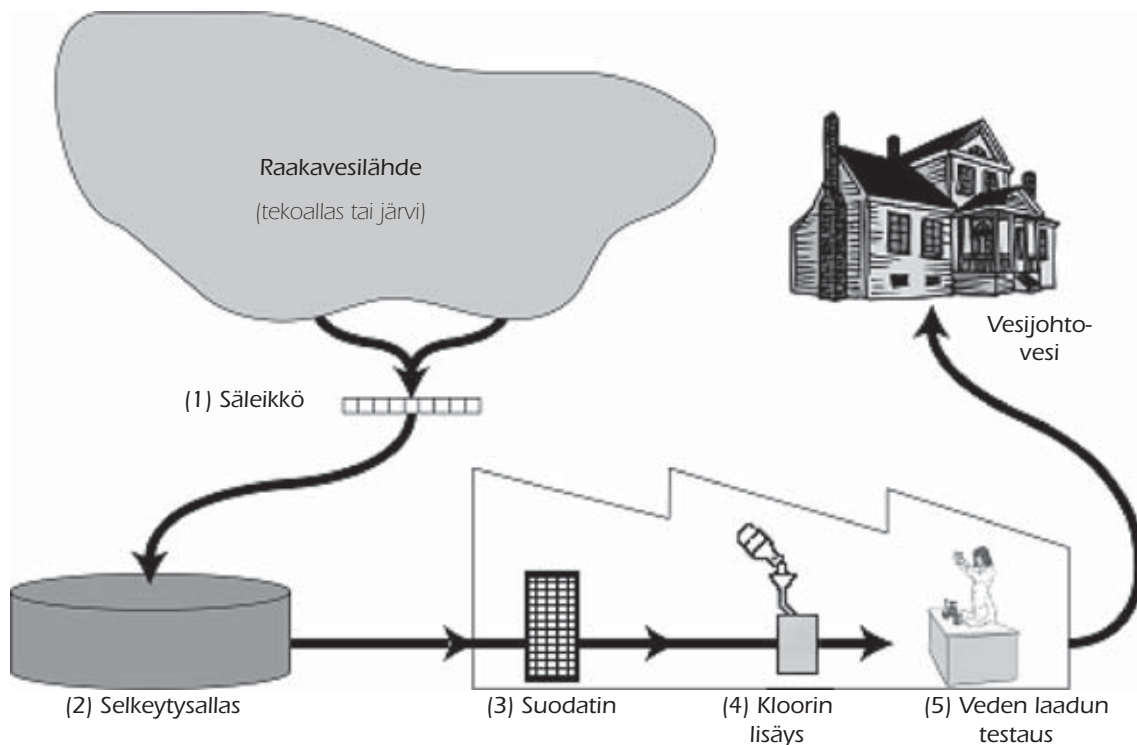 Raakavesilähde
(tekoallas tai järvi)
Vesijohto-
vesi
(1) Säleikkö
(2) Selkeytysallas
(3) Suodatin
(4) Kloorin
lisäys
(5) Veden laadun
testaus